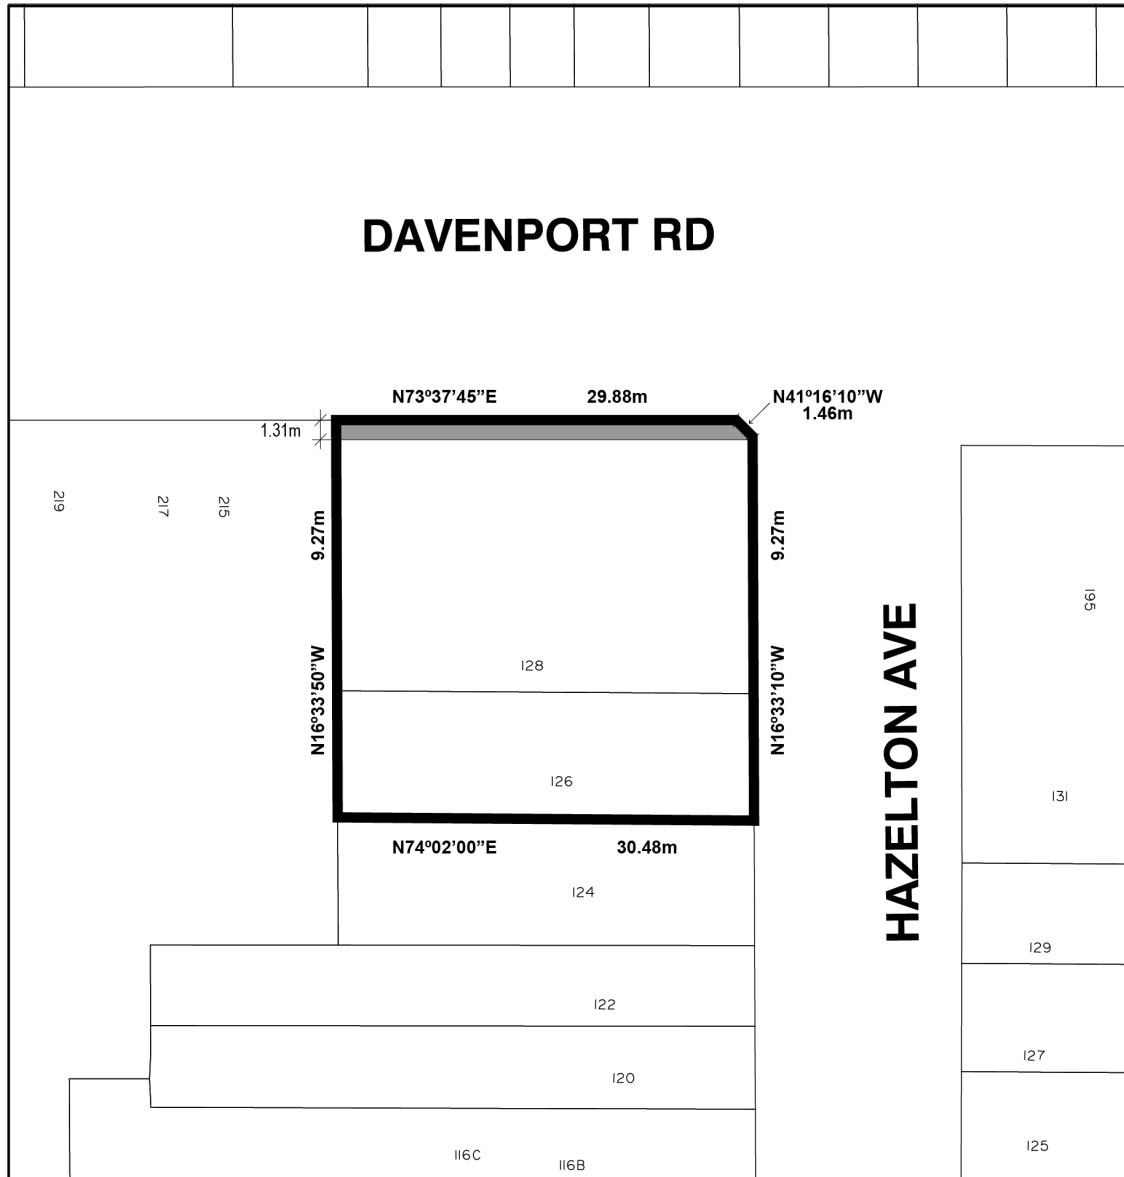 DAVENPORT RD
N73º37'45"E 29.88m
N41º16'10"W
1.46m
1.31m
219
217
215
9.27m
9.27m
195
N16º33'50"W
128
N16º33'10"W
HAZELTON AVE
126
131
N74º02'00"E 30.48m
124
129
122
127
120
125
116C
116B